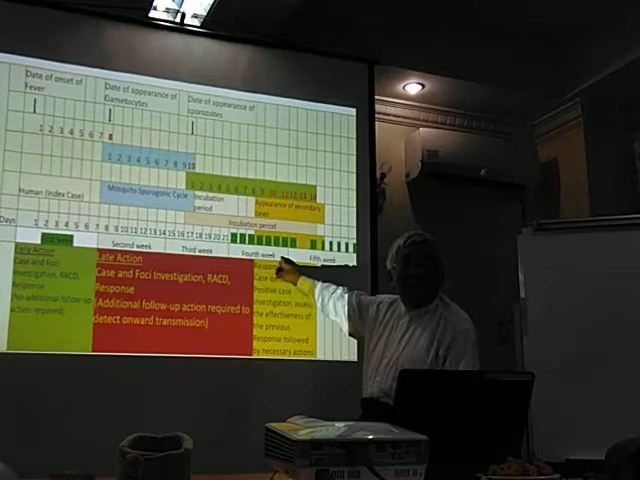 Date of onset of
Fever
Date of appearance of
Gametocytes
Date of appearance of
sporozoites
1 2 3 4 5 6 7 8
1 2 3 4 5 6 7 8 9 10
1 2 3 4 5 6 7 8 9 10 11 12 13 14
Human (Index Case)
Mosquito Sporogonic Cycle
Incubation
period
Appearance of secondary
Incubation period
Days 1 2 3 4 5 6 7 8 9 10 11 12 13 14 15 16 17 18 19 20 21
Second week
Third week
Fourth week
Fifth week
Early Action
Case and Foci
Investigation, RACD,
Response
(No additional follow-up
action required)
Late Action
Case and Foci Investigation, RACD,
Response
(Additional follow-up action required to
detect onward transmission)
Positive case
investigation, assess
the effectiveness
of the previous
Response followed
by necessary actions